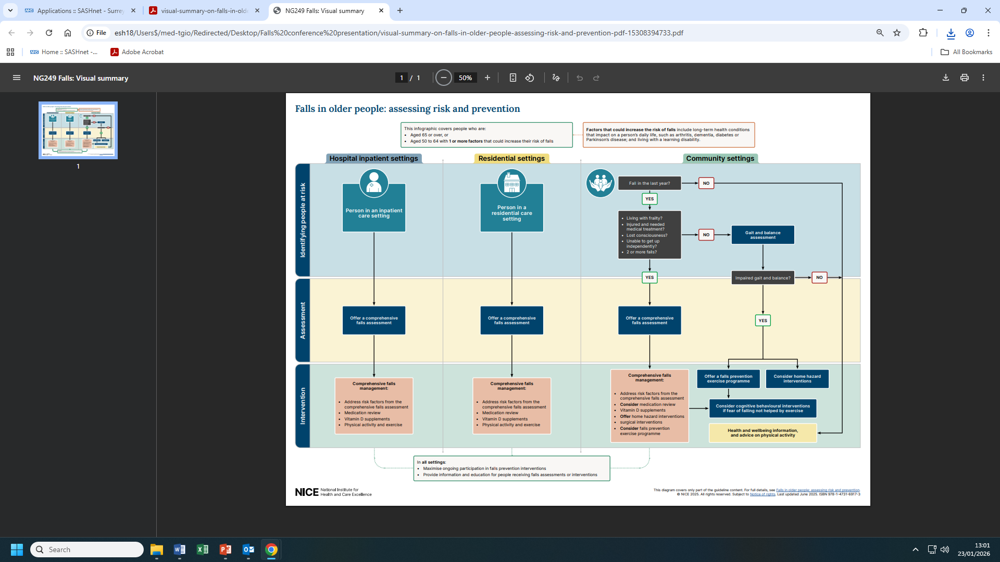 Applications :: SASHnet - Surrey
visual-summary-on-falls-in-olde
NG249 Falls: Visual summary
File
esh18/Users$/med-tgio/Redirected/Desktop/Falls%20conference%20presentation/visual-summary-on-falls-in-older-people-assessing-risk-and-prevention-pdf-15308394733.pdf
NHS
Home :: SASHnet -...
Adobe Acrobat
All Bookmarks
NG249 Falls: Visual summary
1 / 1
50%
1
Falls in older people: assessing risk and prevention
This infographic covers people who are:
• Aged 65 or over, or
• Aged 50 to 64 with 1 or more factors that could increase their risk of falls
Factors that could increase the risk of falls include long-term health conditions
that impact on a person's daily life, such as arthritis, dementia, diabetes or
Parkinson's disease; and living with a learning disability.
Hospital inpatient settings
Residential settings
Community settings
Identifying people at risk
Person in an inpatient
care setting
Person in a
residential care
setting
Fall in the last year?
NO
YES
• Living with frailty?
• Injured and needed
medical treatment?
• Lost consciousness?
• Unable to get up
independently?
• 2 or more falls?
NO
Gait and balance
assessment
YES
Impaired gait and balance?
NO
Assessment
Offer a comprehensive
falls assessment
Offer a comprehensive
falls assessment
Offer a comprehensive
falls assessment
YES
Intervention
Comprehensive falls
management:
• Address risk factors from the
comprehensive falls assessment
• Medication review
• Vitamin D supplements
• Physical activity and exercise
Comprehensive falls
management:
• Address risk factors from the
comprehensive falls assessment
• Medication review
• Vitamin D supplements
• Physical activity and exercise
Comprehensive falls
management:
• Address risk factors from the
comprehensive falls assessment
• Consider medication review
• Vitamin D supplements
• Offer home hazard interventions
• surgical interventions
• Consider falls prevention
exercise programme
Offer a falls prevention
exercise programme
Consider home hazard
interventions
Consider cognitive behavioural interventions
if fear of falling not helped by exercise
Health and wellbeing information,
and advice on physical activity
In all settings:
• Maximise ongoing participation in falls prevention interventions
• Provide information and education for people receiving falls assessments or interventions
NICE National Institute for
Health and Care Excellence
This diagram covers only part of the guideline content. For full details, see Falls in older people: assessing risk and prevention.
© NICE 2025. All rights reserved. Subject to Notice of rights. Last updated June 2025. ISBN 978-1-4731-6917-3
Search
13:01
23/01/2026